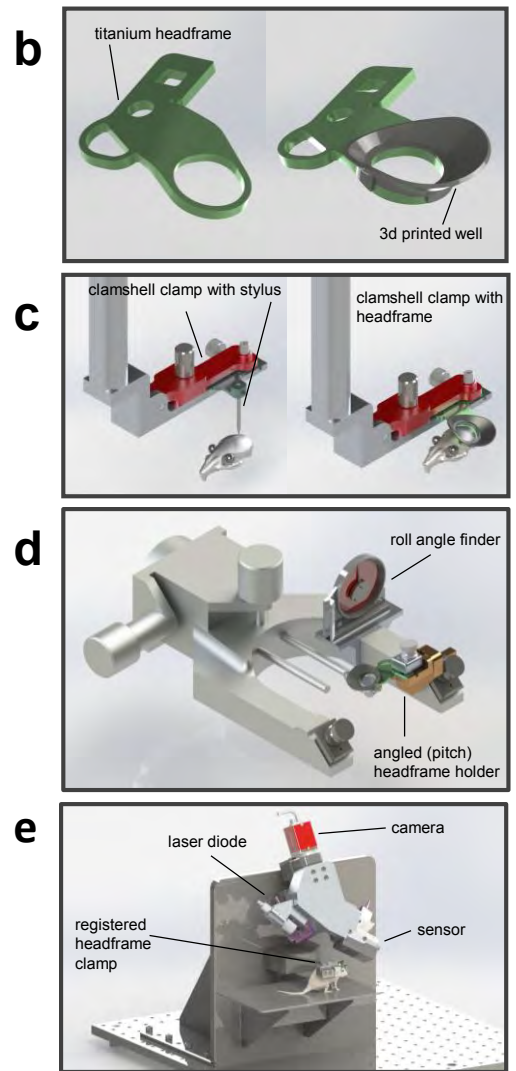 b
titanium headframe
3d printed well
c
clamshell clamp with stylus
clamshell clamp with
headframe
d
roll angle finder
angled (pitch)
headframe holder
e
camera
laser diode
sensor
registered
headframe
clamp